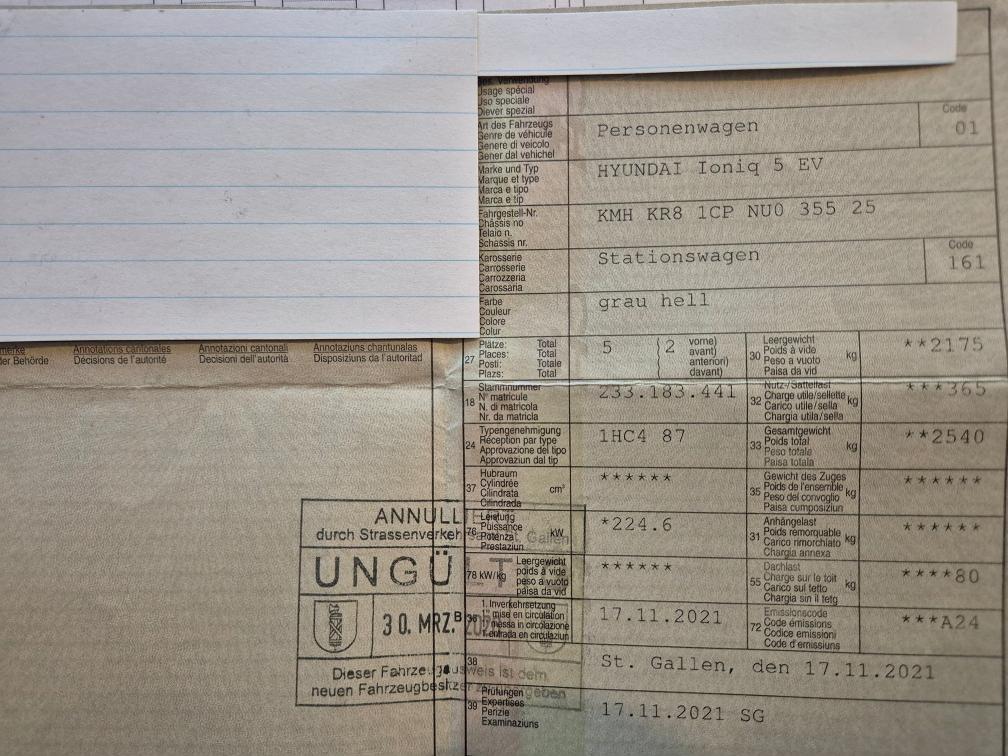 Usage spécial
Uso speciale
Diever spezial
Art des Fahrzeugs
Genre de véhicule
Genere di veicolo
Gener dal vehichel
Personenwagen
Code
01
Marke und Typ
Marque et type
Marca e tipo
Marca e tip
HYUNDAI Ioniq 5 EV
Fahrgestell-Nr.
Châssis no
Telaio n.
Schassis nr.
KMH KR8 1CP NU0 355 25
Karosserie
Carrosserie
Carrozzeria
Carossaria
Stationswagen
Code
161
Farbe
Couleur
Colore
Colur
grau hell
der Behörde
Annotations cantonales
Décisions de l'autorité
Annotazioni cantonali
Decisioni dell'autorità
Annotaziuns chantunalas
Disposiziuns da l'autoritad
27
Plätze: Total
Places: Total
Posti: Totale
Plazs: Total
5
2
vorne)
avant)
anteriori)
davant)
30
Leergewicht
Poids à vide
Peso a vuoto
Paisa da vid
kg
**2175
18
Stammnummer
N° matricule
N. di matricola
Nr. da matricla
233.183.441
32
Nutz-/Sattellast
Charge utile/sellette
Carico utile/sella
Chargia utila/sella
kg
***365
24
Typengenehmigung
Réception par type
Approvazione del tipo
Approvaziun dal tip
1HC4 87
33
Gesamtgewicht
Poids total
Peso totale
Paisa totala
kg
**2540
37
Hubraum
Cylindrée
Cilindrata
Cilindrada
cm³
******
35
Gewicht des Zuges
Poids de l'ensemble
Peso del convoglio
Paisa cumposiziun
kg
******
76
Leistung
Puissance
Potenza
Prestaziun
kW
*224.6
31
Anhängelast
Poids remorquable
Carico rimorchiato
Chargia annexa
kg
******
78 kW/kg
Leergewicht
poids à vide
peso a vuoto
paisa da vid
******
55
Dachlast
Charge sur le toit
Carico sul tetto
Chargia sin il tetg
kg
****80
36
1. Inverkehrsetzung
1. mise en circulation
1. messa in circolazione
1. entrada en circulaziun
17.11.2021
72
Emissionscode
Code émissions
Codice emissioni
Code d'emissiuns
***A24
38
St. Gallen, den 17.11.2021
39
Prüfungen
Expertises
Perizie
Examinaziuns
17.11.2021 SG
ANNULL
durch Strassenverkeh
St. Gallen
UNGÜLT
30. MRZ.
Dieser Fahrzeugausweis ist dem
neuen Fahrzeugbesitzer